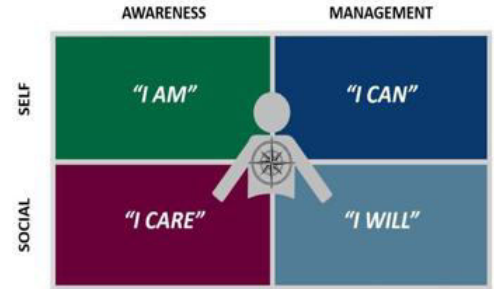 AWARENESS MANAGEMENT
SELF
"I AM" "I CAN"
SOCIAL
"I CARE" "I WILL"